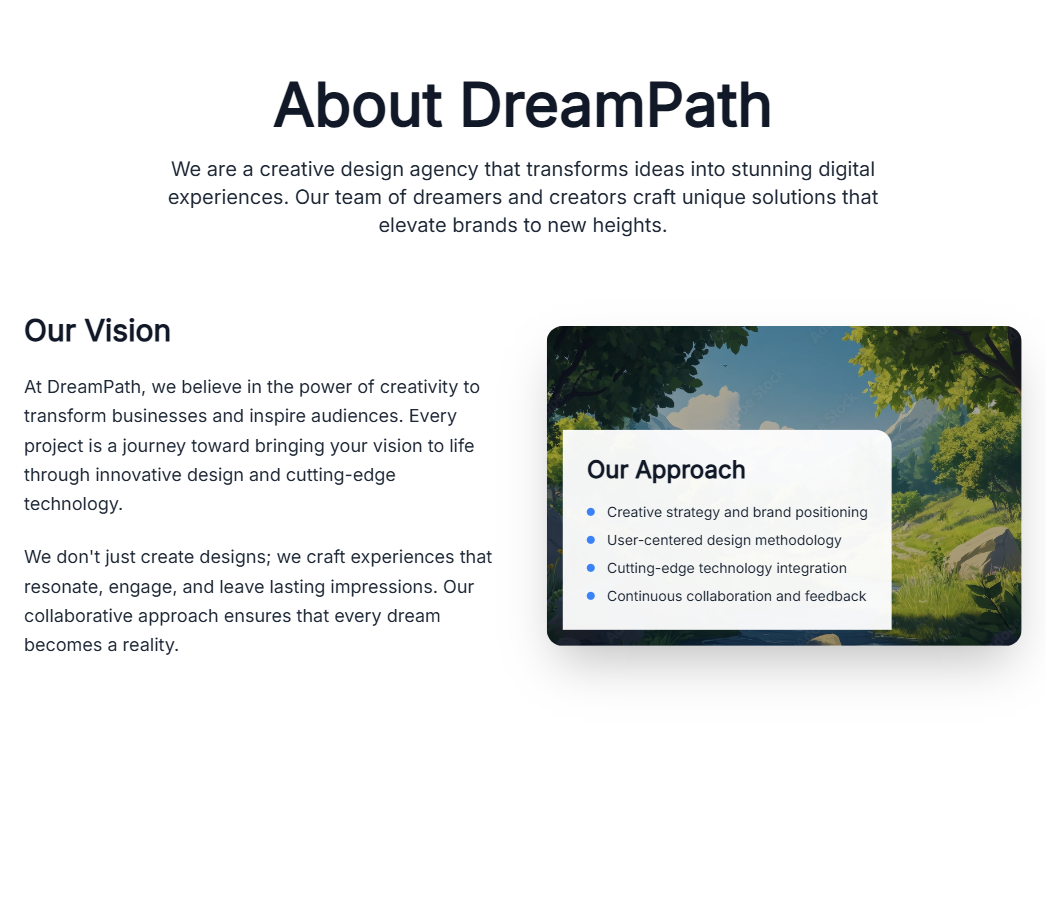 About DreamPath
We are a creative design agency that transforms ideas into stunning digital
experiences. Our team of dreamers and creators craft unique solutions that
elevate brands to new heights.
Our Vision
At DreamPath, we believe in the power of creativity to
transform businesses and inspire audiences. Every
project is a journey toward bringing your vision to life
through innovative design and cutting-edge
technology.
We don't just create designs; we craft experiences that
resonate, engage, and leave lasting impressions. Our
collaborative approach ensures that every dream
becomes a reality.
Our Approach
Creative strategy and brand positioning
User-centered design methodology
Cutting-edge technology integration
Continuous collaboration and feedback